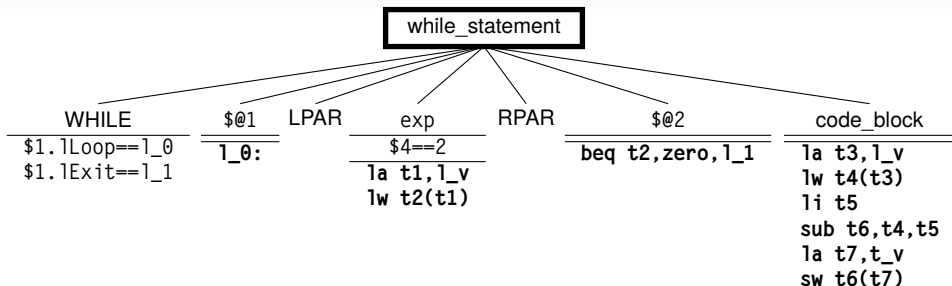 while_statement
WHILE $@1 LPAR exp RPAR $@2 code_block
$1.lLoop==l_0 l_0: $4==2 beq t2,zero,l_1 la t3,l_v
$1.lExit==l_1 la t1,l_v lw t4(t3)
lw t2(t1) li t5
sub t6,t4,t5
la t7,t_v
sw t6(t7)